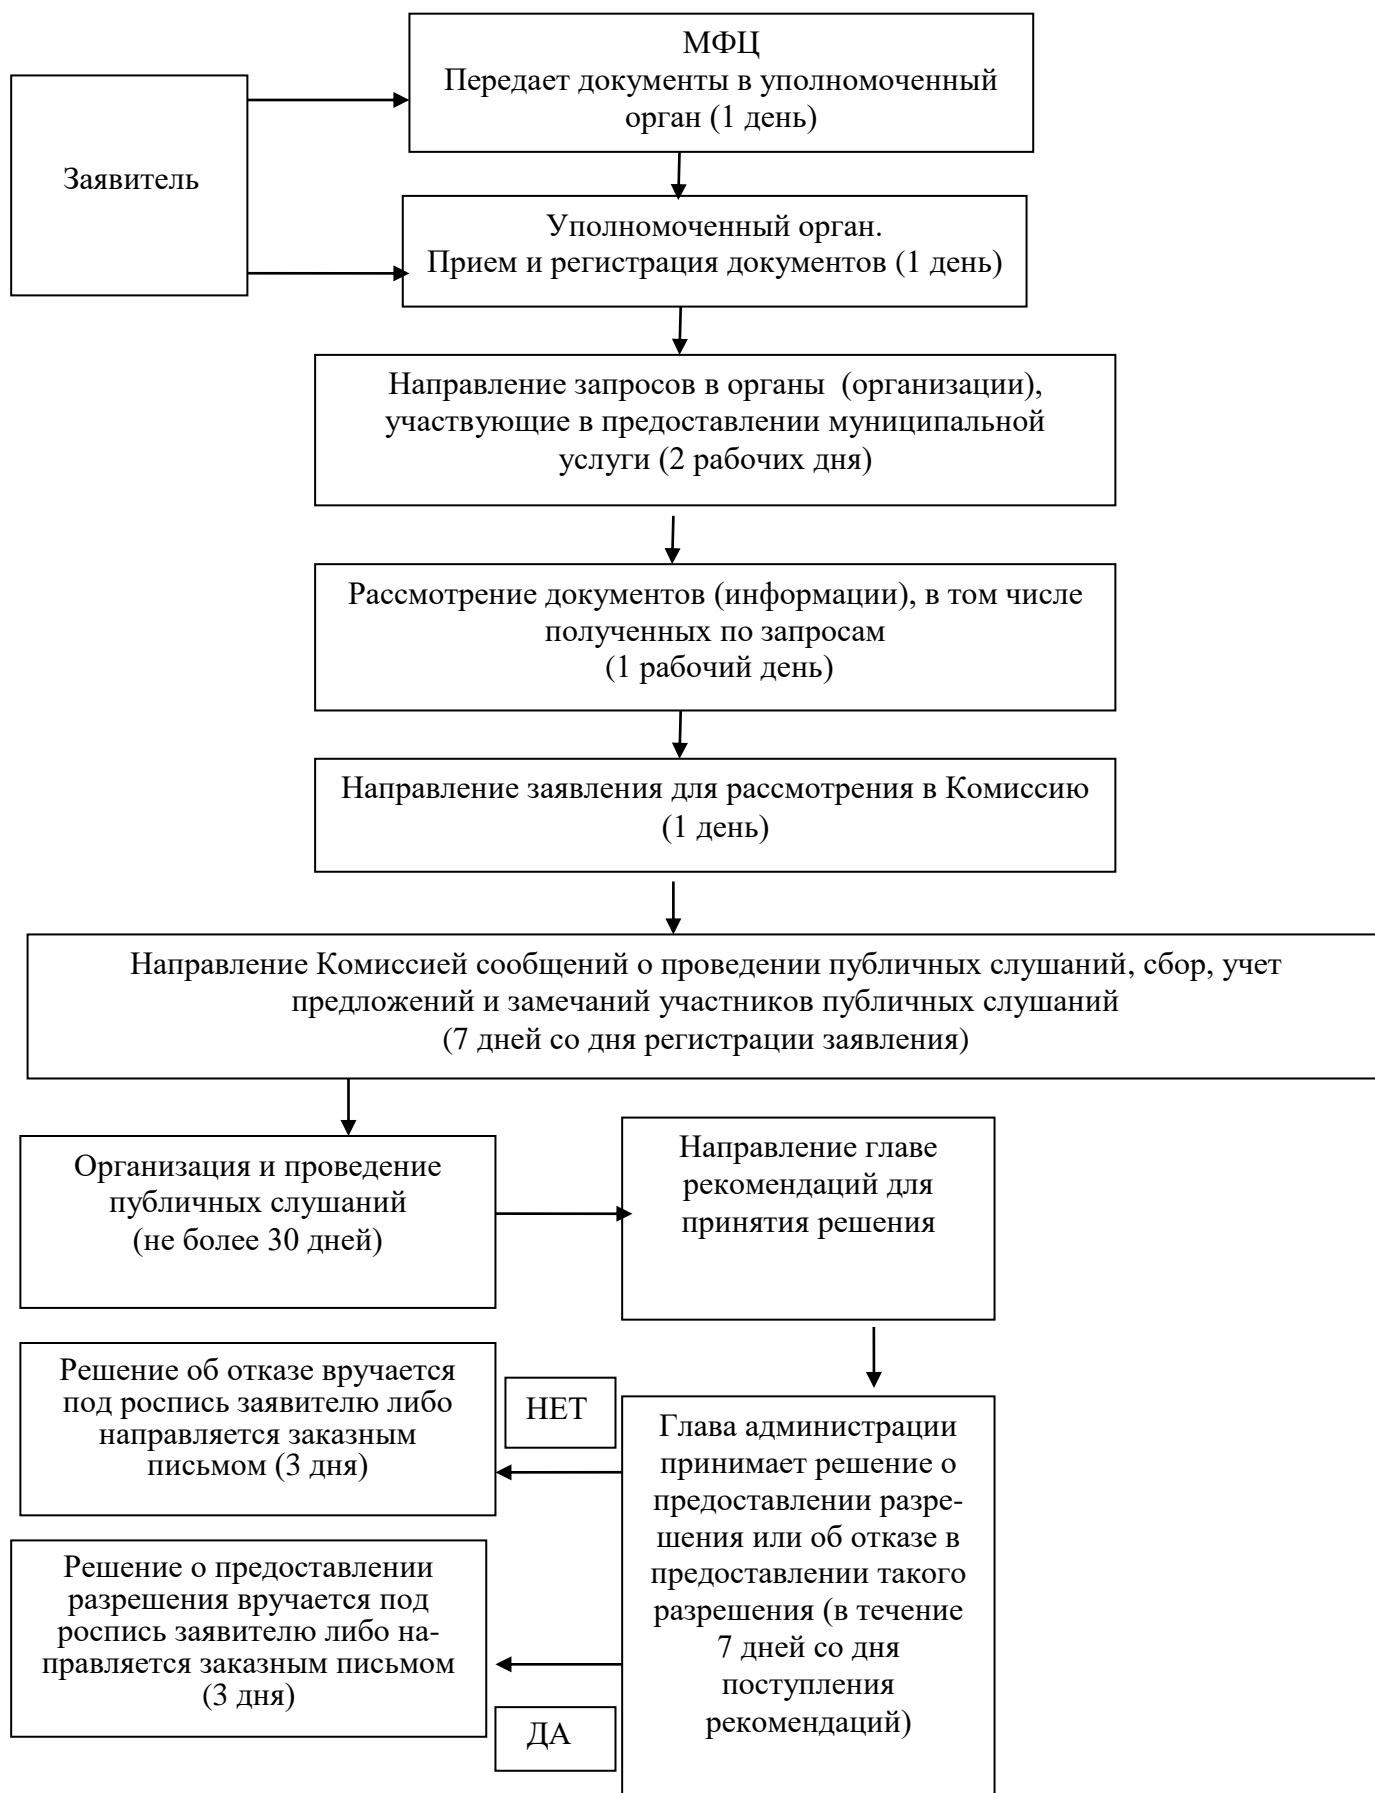 МФЦ
Передает документы в уполномоченный
орган (1 день)
Заявитель
Уполномоченный орган.
Прием и регистрация документов (1 день)
Направление запросов в органы  (организации),
участвующие в предоставлении муниципальной
услуги (2 рабочих дня)
Рассмотрение документов (информации), в том числе
полученных по запросам
(1 рабочий день)
Направление заявления для рассмотрения в Комиссию
(1 день)
Направление Комиссией сообщений о проведении публичных слушаний, сбор, учет
предложений и замечаний участников публичных слушаний
(7 дней со дня регистрации заявления)
Организация и проведение
публичных слушаний
(не более 30 дней)
Направление главе
рекомендаций для
принятия решения
Решение об отказе вручается
под роспись заявителю либо
направляется заказным
письмом (3 дня)
НЕТ
Глава администрации
принимает решение о
предоставлении разре-
шения или об отказе в
предоставлении такого
разрешения (в течение
7 дней со дня
поступления
рекомендаций)
Решение о предоставлении
разрешения вручается под
роспись заявителю либо на-
правляется заказным письмом
(3 дня)
ДА